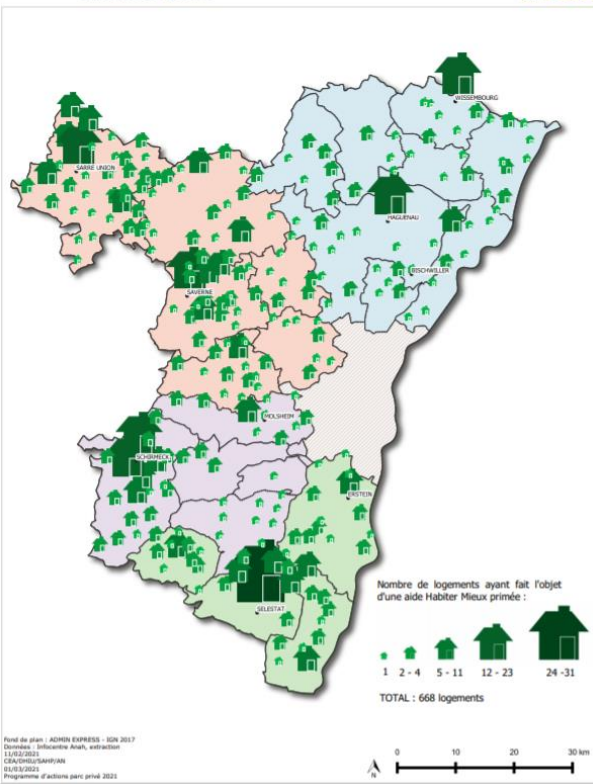 WISSEMBOURG
SARRE UNION
HAGUENAU
BISCHWILLER
SAVERNE
MOLSHEIM
SCHIRMECK
ERSTEIN
SELESTAT
Nombre de logements ayant fait l'objet
d'une aide Habiter Mieux primée :
1 2 - 4 5 - 11 12 - 23 24 -31
TOTAL : 668 logements
Fond de plan : ADMIN EXPRESS - IGN 2017
Données : Infocentre Anah, extraction
11/02/2021
CEA/DHIU/SAHP/AN
01/03/2021
Programme d'actions parc privé 2021
N
0 10 20 30 km